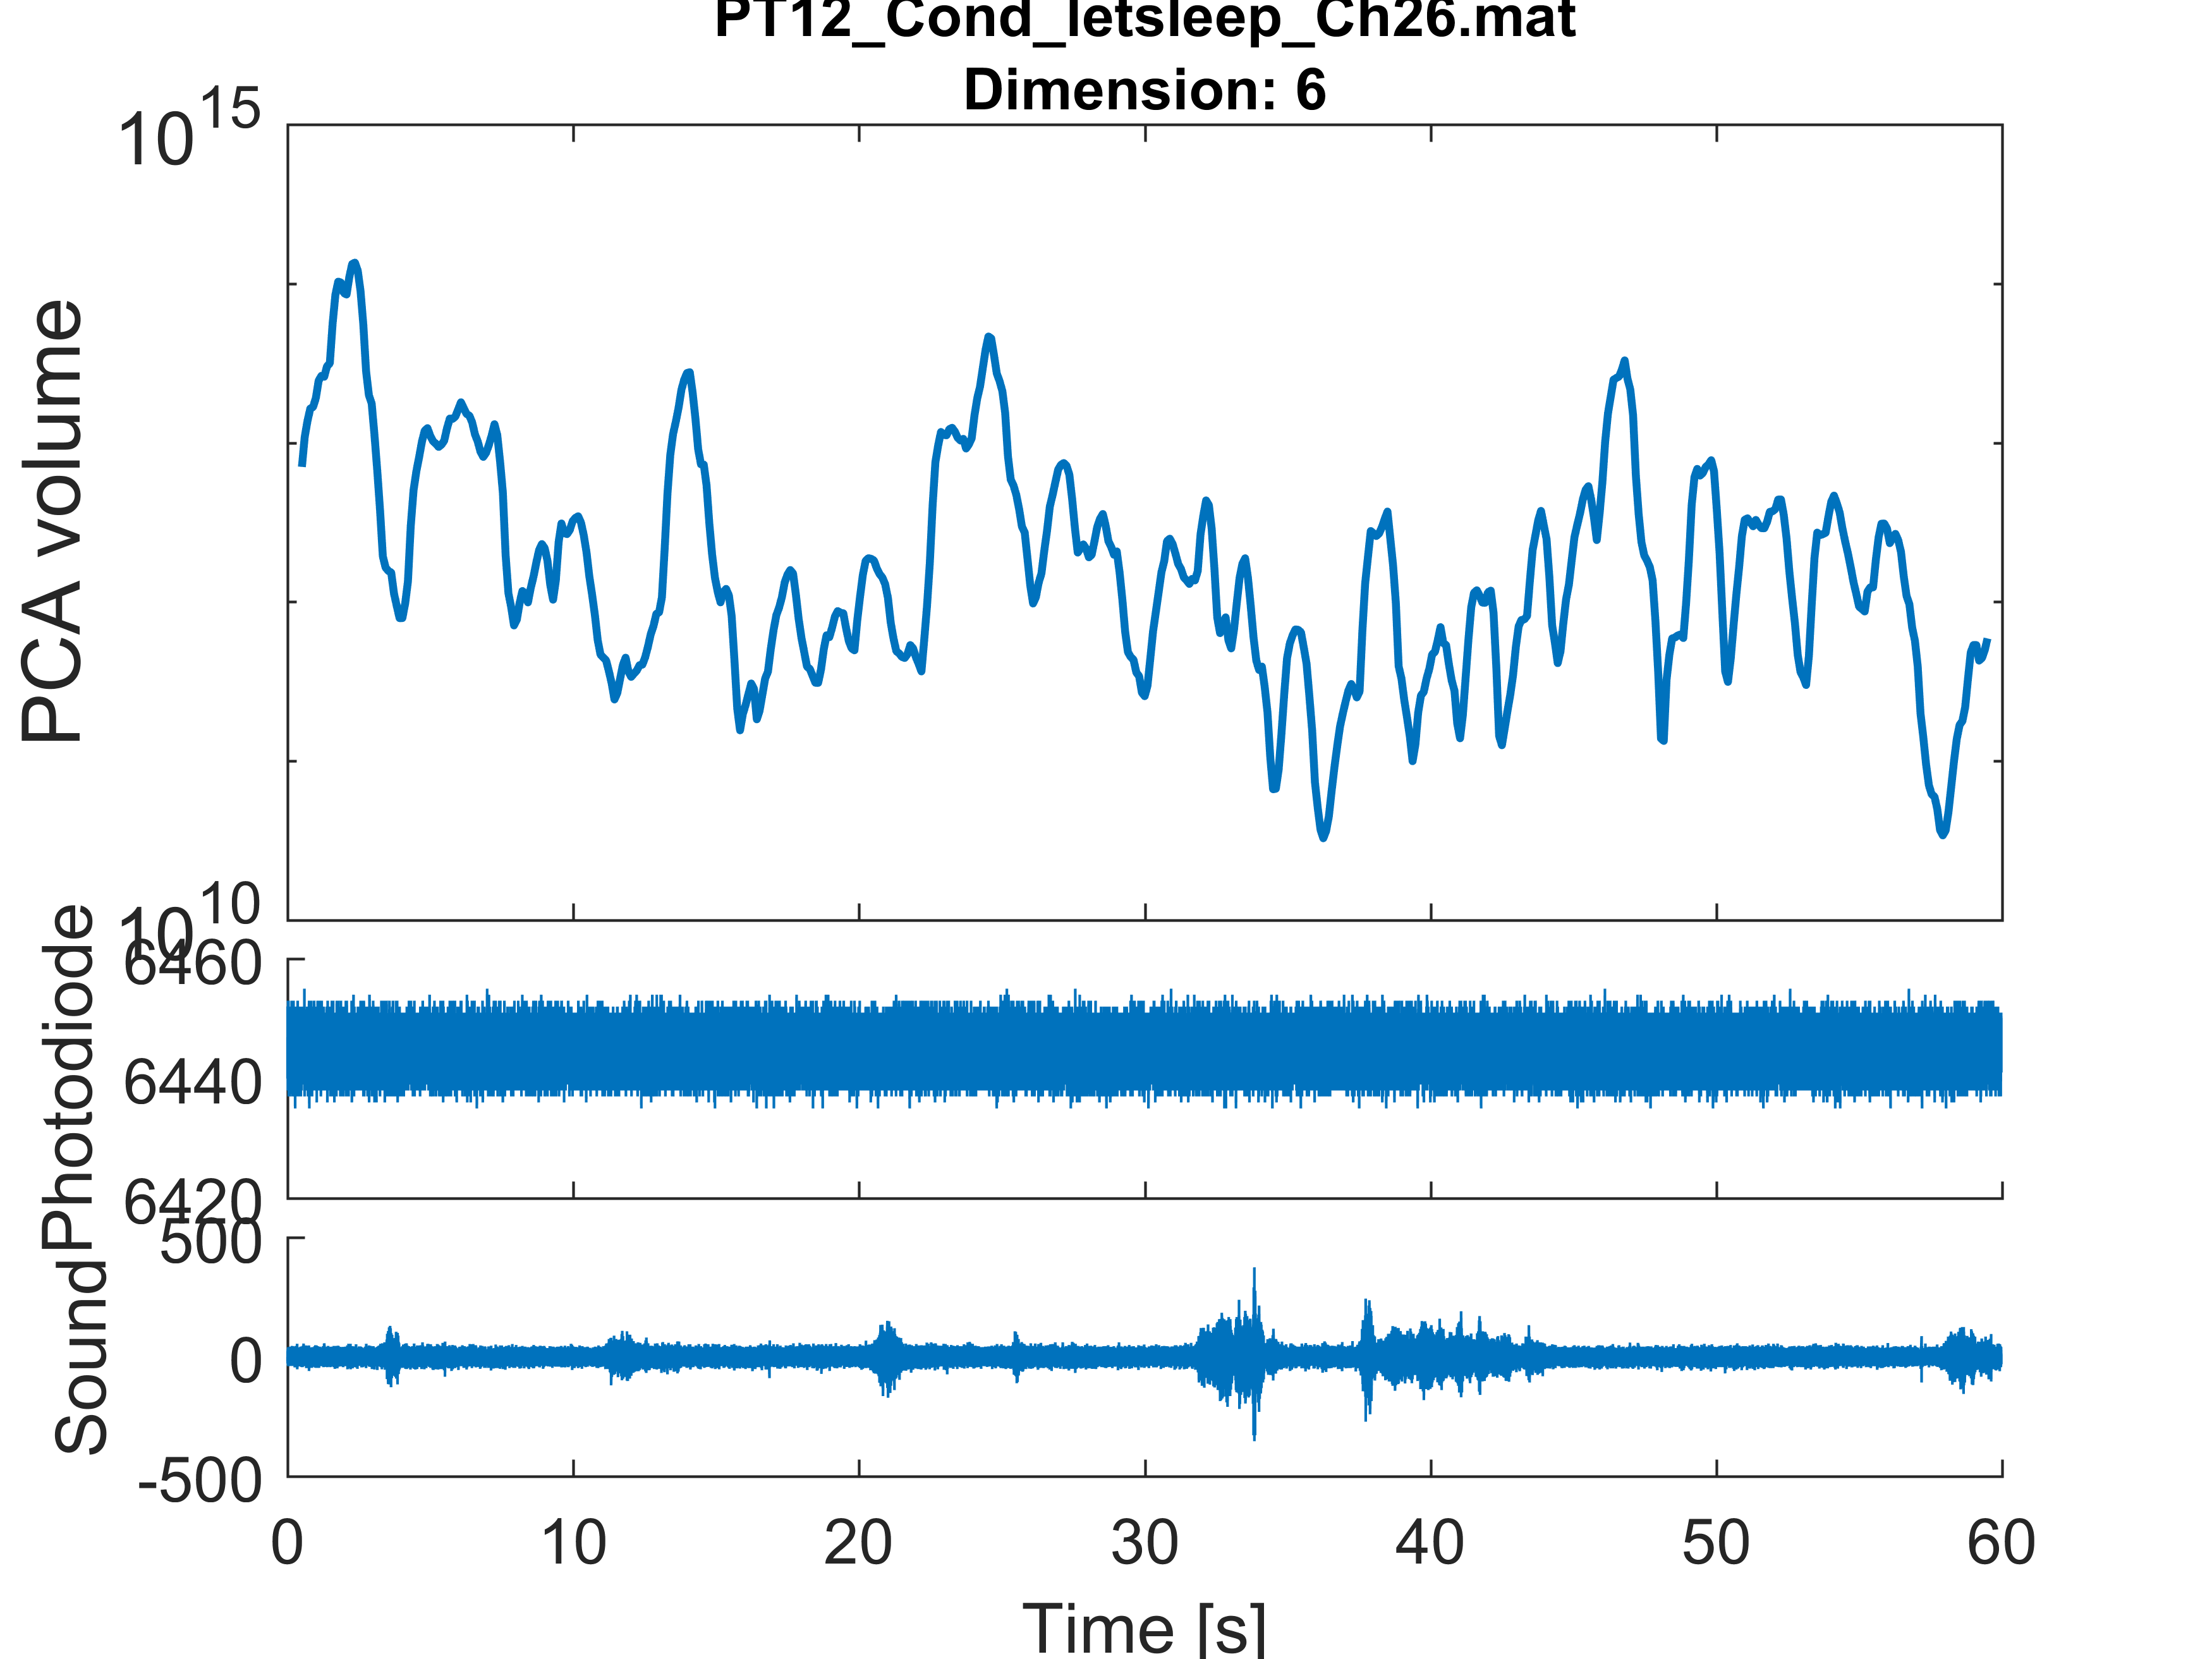 PT12_Cond_letsleep_Ch26.mat
Dimension: 6
10^15
PCA volume
10^10
6460
6440
6420
Photodiode
500
0
-500
Sound
0 10 20 30 40 50 60
Time [s]